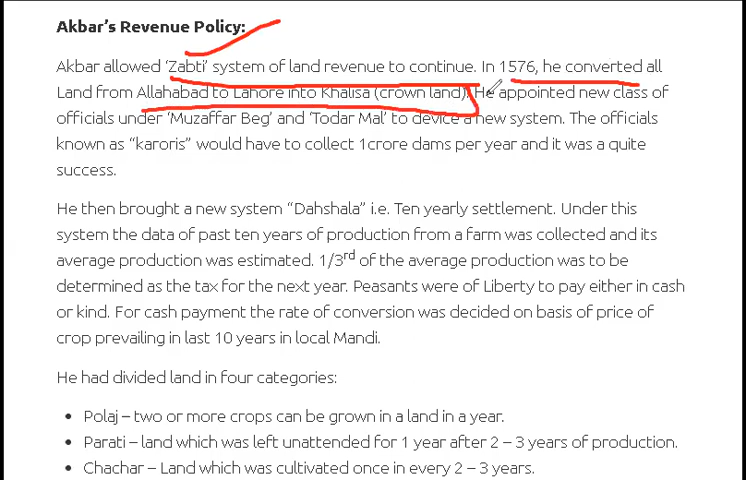 Akbar's Revenue Policy:
Akbar allowed ‘Zabti’ system of land revenue to continue. In 1576, he converted all
Land from Allahabad to Lahore into Khalisa (crown land). He appointed new class of
officials under ‘Muzaffar Beg’ and ‘Todar Mal’ to device a new system. The officials
known as “karoris” would have to collect 1crore dams per year and it was a quite
success.
He then brought a new system “Dahshala” i.e. Ten yearly settlement. Under this
system the data of past ten years of production from a farm was collected and its
average production was estimated. 1/3rd of the average production was to be
determined as the tax for the next year. Peasants were of Liberty to pay either in cash
or kind. For cash payment the rate of conversion was decided on basis of price of
crop prevailing in last 10 years in local Mandi.
He had divided land in four categories:
• Polaj – two or more crops can be grown in a land in a year.
• Parati – land which was left unattended for 1 year after 2 – 3 years of production.
• Chachar – Land which was cultivated once in every 2 – 3 years.